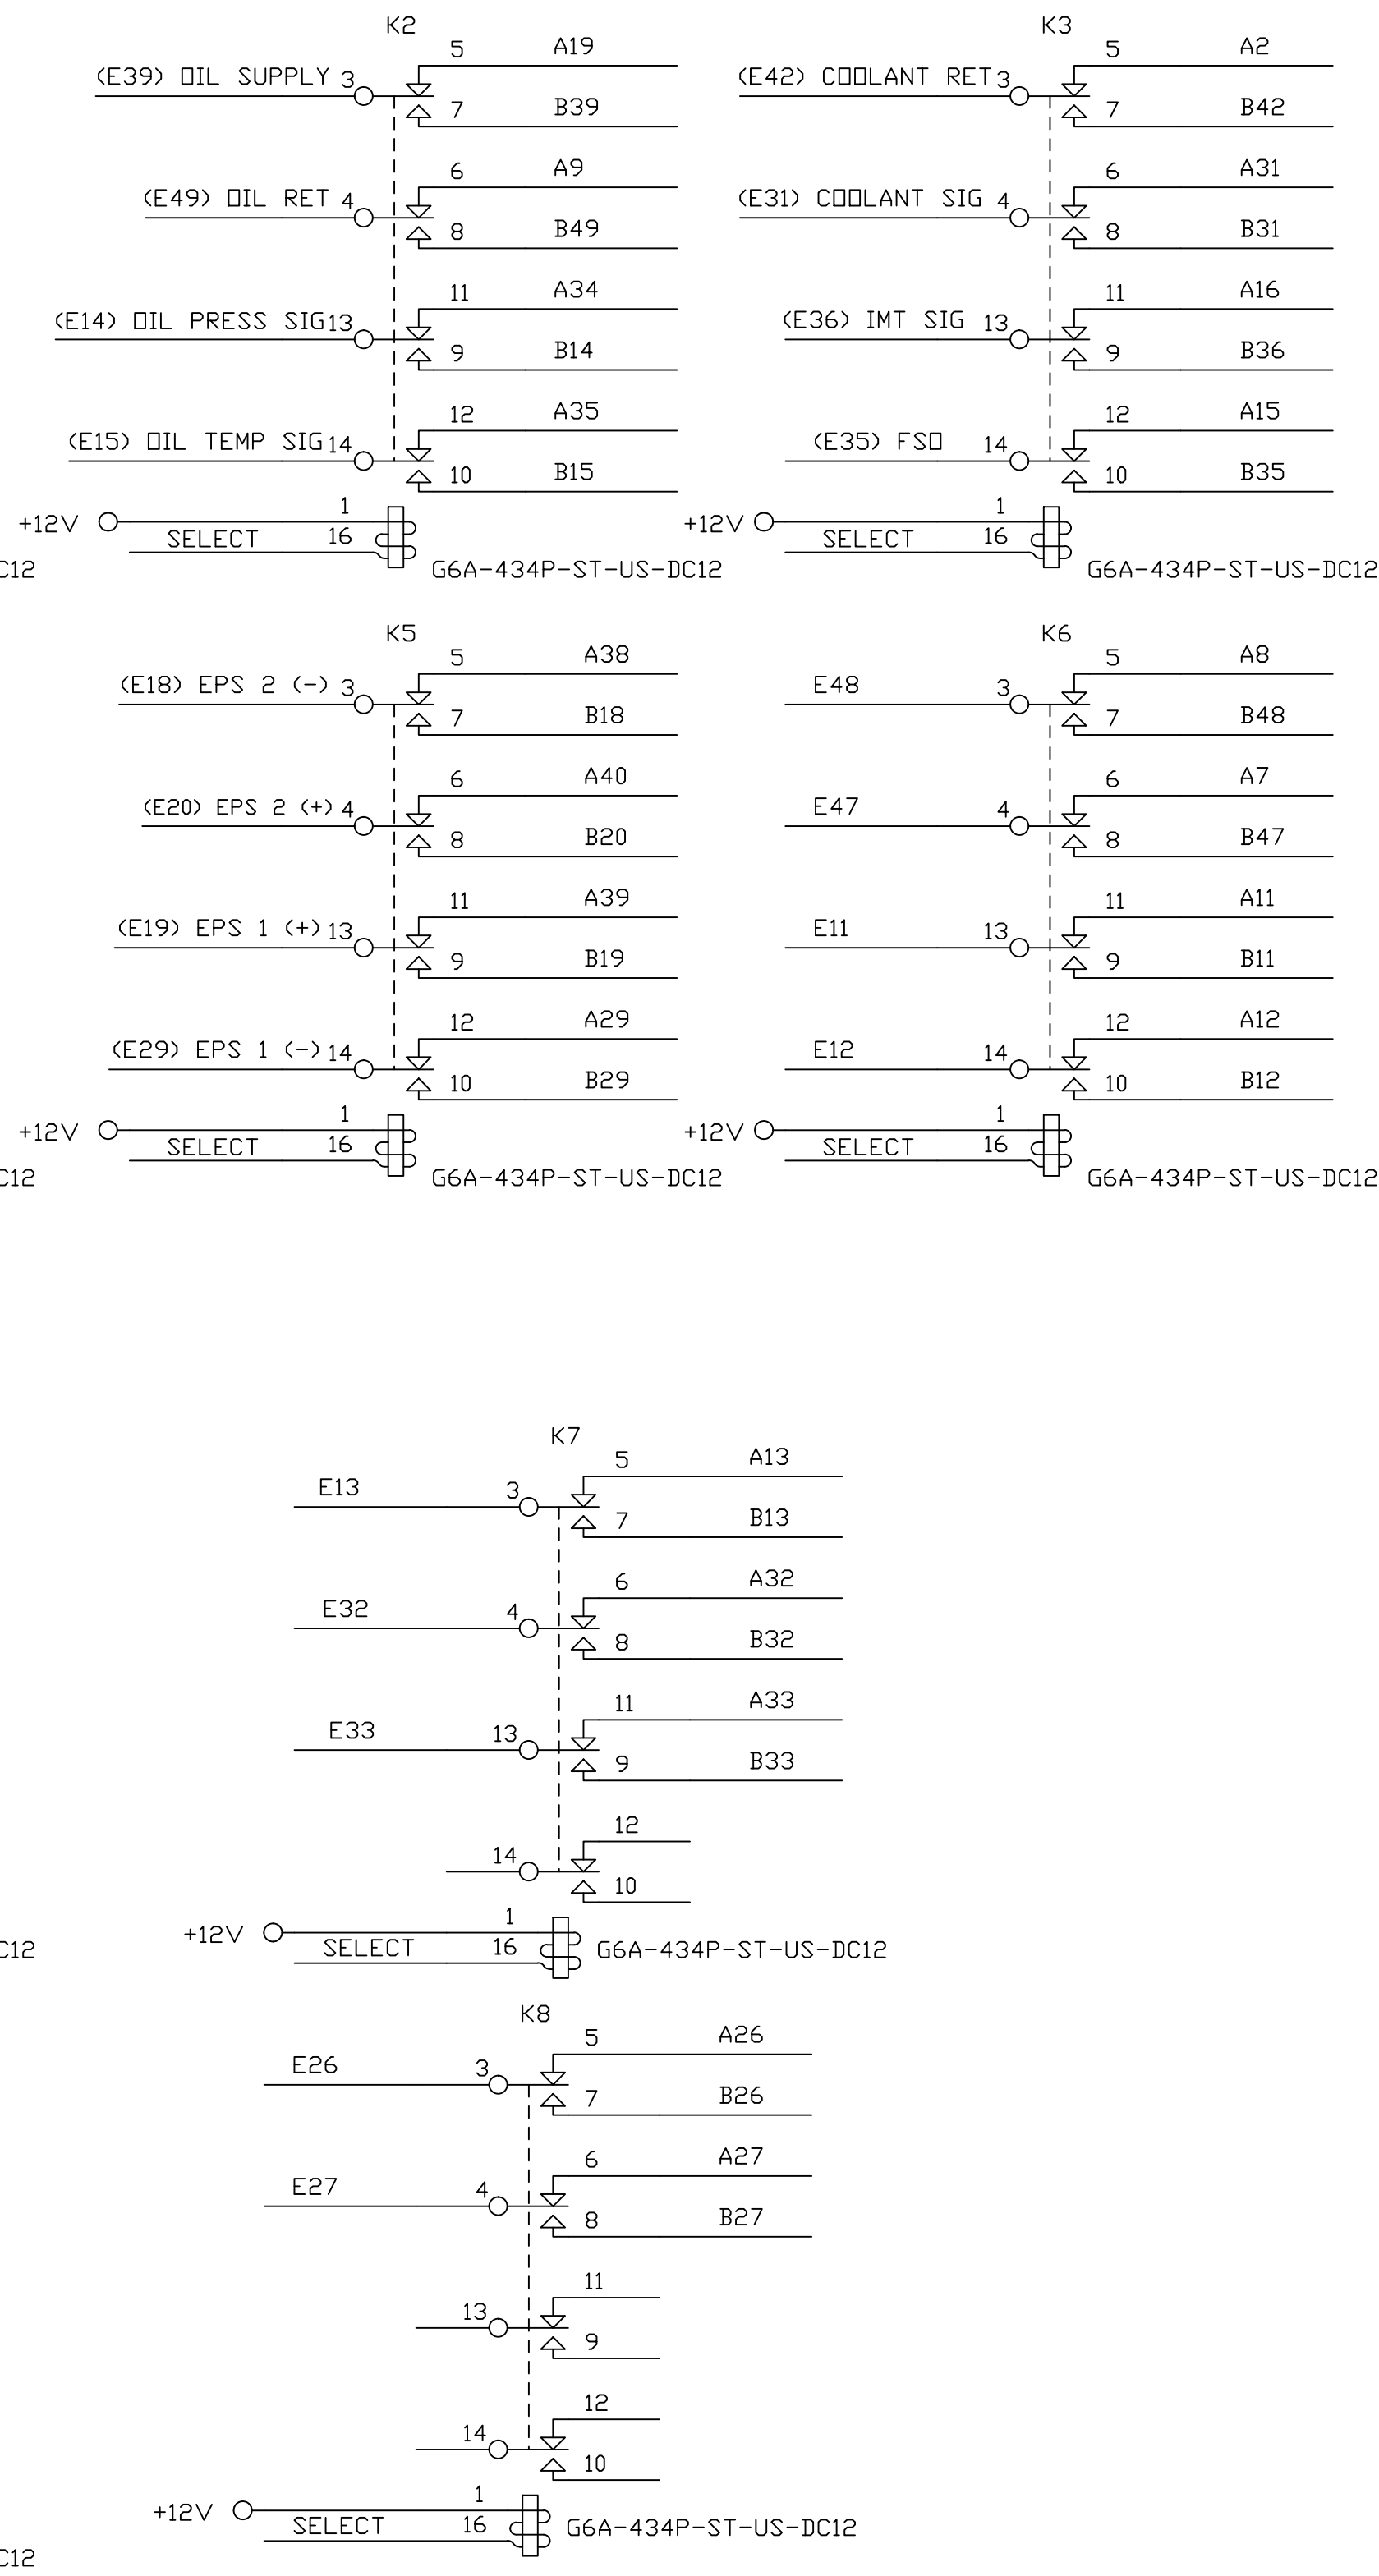 K2
5 A19
(E39) OIL SUPPLY 3
7 B39
6 A9
(E49) OIL RET 4
8 B49
11 A34
(E14) OIL PRESS SIG 13
9 B14
12 A35
(E15) OIL TEMP SIG 14
10 B15
+12V 1
SELECT 16
C12 G6A-434P-ST-US-DC12
K3
5 A2
(E42) COOLANT RET 3
7 B42
6 A31
(E31) COOLANT SIG 4
8 B31
11 A16
(E36) IMT SIG 13
9 B36
12 A15
(E35) FSO 14
10 B35
+12V 1
SELECT 16
G6A-434P-ST-US-DC12
K5
5 A38
(E18) EPS 2 (-) 3
7 B18
6 A40
(E20) EPS 2 (+) 4
8 B20
11 A39
(E19) EPS 1 (+) 13
9 B19
12 A29
(E29) EPS 1 (-) 14
10 B29
+12V 1
SELECT 16
C12 G6A-434P-ST-US-DC12
K6
5 A8
E48 3
7 B48
6 A7
E47 4
8 B47
11 A11
E11 13
9 B11
12 A12
E12 14
10 B12
+12V 1
SELECT 16
G6A-434P-ST-US-DC12
K7
5 A13
E13 3
7 B13
6 A32
E32 4
8 B32
11 A33
E33 13
9 B33
12
14
10
+12V 1
SELECT 16
C12 G6A-434P-ST-US-DC12
K8
5 A26
E26 3
7 B26
6 A27
E27 4
8 B27
11
13
9
12
14
10
+12V 1
SELECT 16
G6A-434P-ST-US-DC12
C12